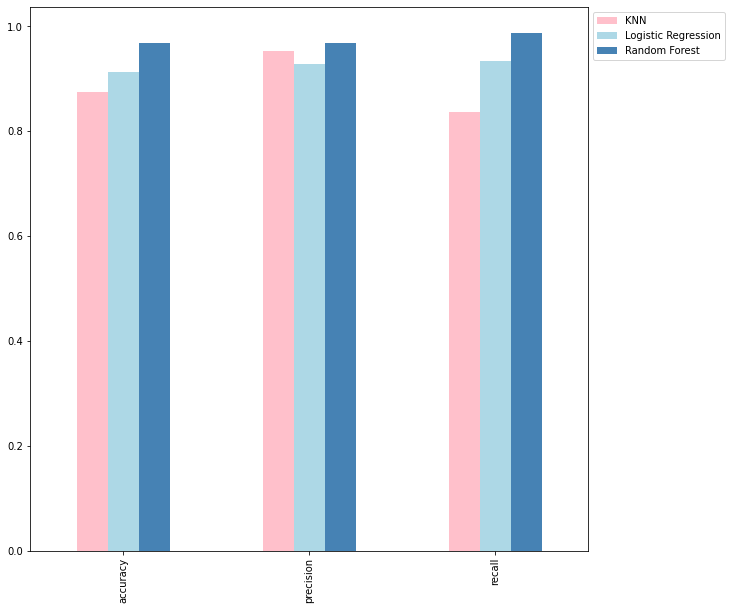 1.0
0.8
0.6
0.4
0.2
0.0
accuracy
precision
recall
KNN
Logistic Regression
Random Forest